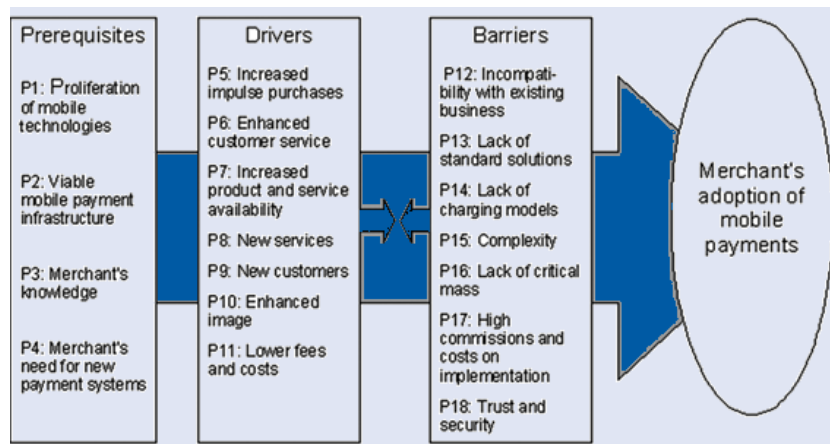 Prerequisites
P1: Proliferation
of mobile
technologies
P2: Viable
mobile payment
infrastructure
P3: Merchant's
knowledge
P4: Merchant's
need for new
payment systems
Drivers
P5: Increased
impulse purchases
P6: Enhanced
customer service
P7: Increased
product and service
availability
P8: New services
P9: New customers
P10: Enhanced
image
P11: Lower fees
and costs
Barriers
P12: Incompati-
bility with existing
business
P13: Lack of
standard solutions
P14: Lack of
charging models
P15: Complexity
P16: Lack of critical
mass
P17: High
commissions and
costs on
implementation
P18: Trust and
security
Merchant's
adoption of
mobile
payments